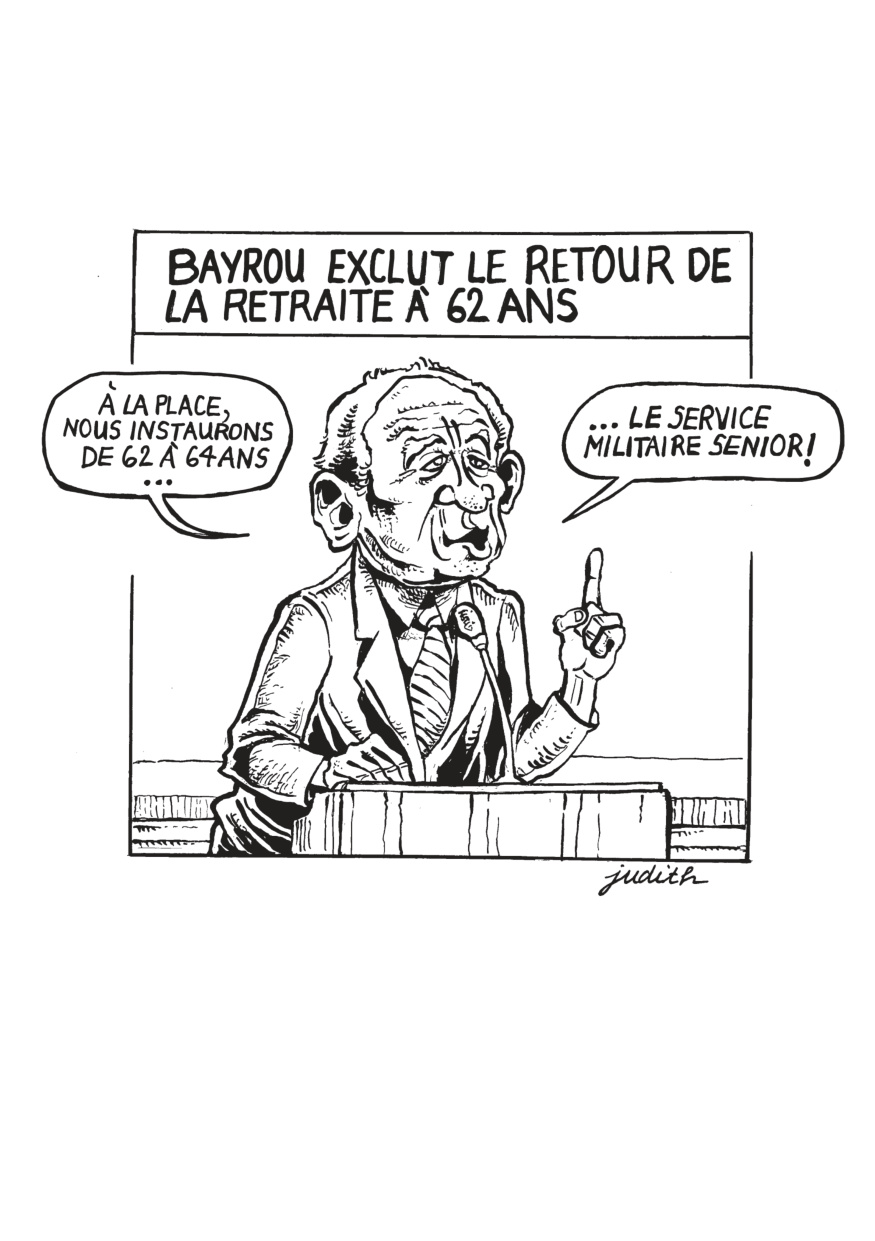 BAYROU EXCLUT LE RETOUR DE
LA RETRAITE À 62 ANS
À LA PLACE,
NOUS INSTAURONS
DE 62 À 64 ANS
...
... LE SERVICE
MILITAIRE SENIOR!
judith